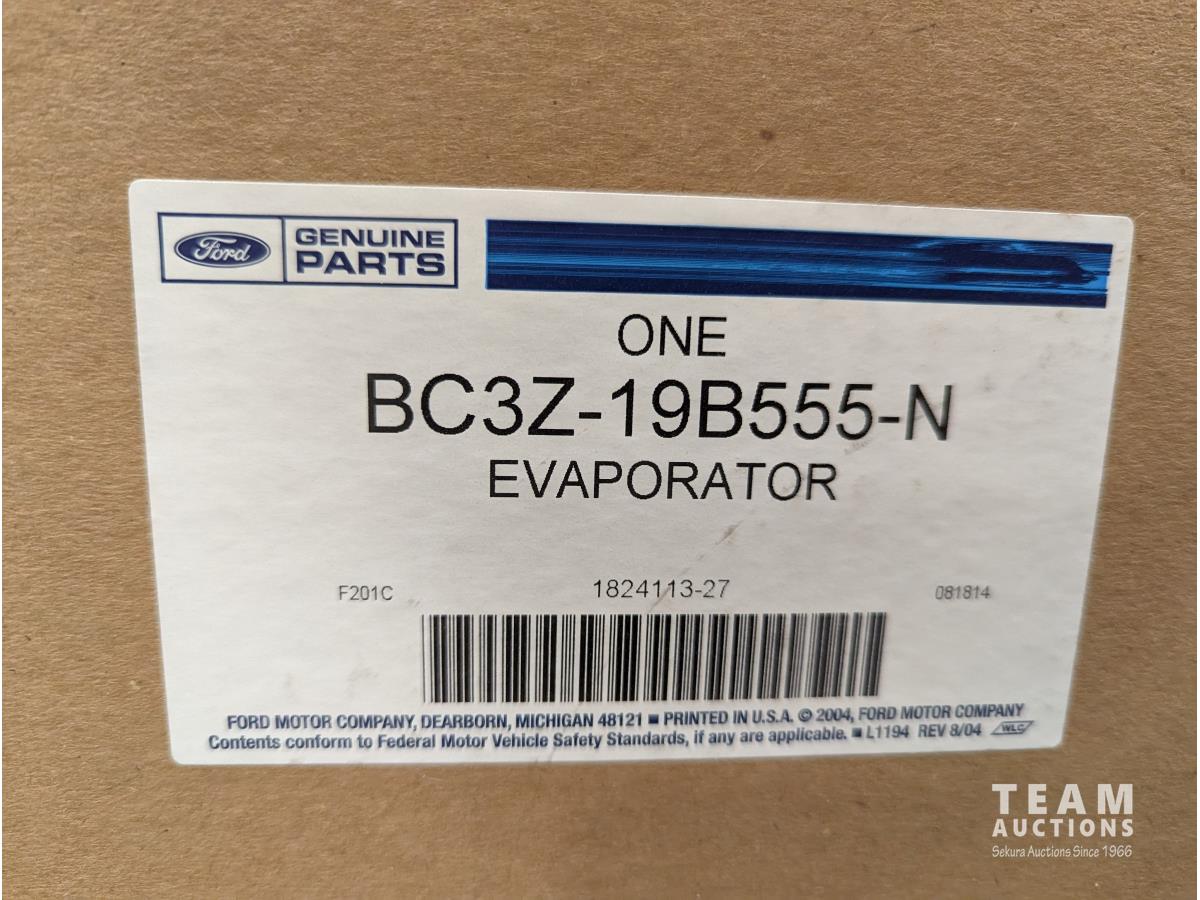 Ford
GENUINE
PARTS
ONE
BC3Z-19B555-N
EVAPORATOR
F201C 1824113-27 081814
FORD MOTOR COMPANY, DEARBORN, MICHIGAN 48121 ■ PRINTED IN U.S.A. © 2004, FORD MOTOR COMPANY
Contents conform to Federal Motor Vehicle Safety Standards, if any are applicable. ■ L1194 REV 8/04 WLC
TEAM
AUCTIONS
Sekura Auctions Since 1966